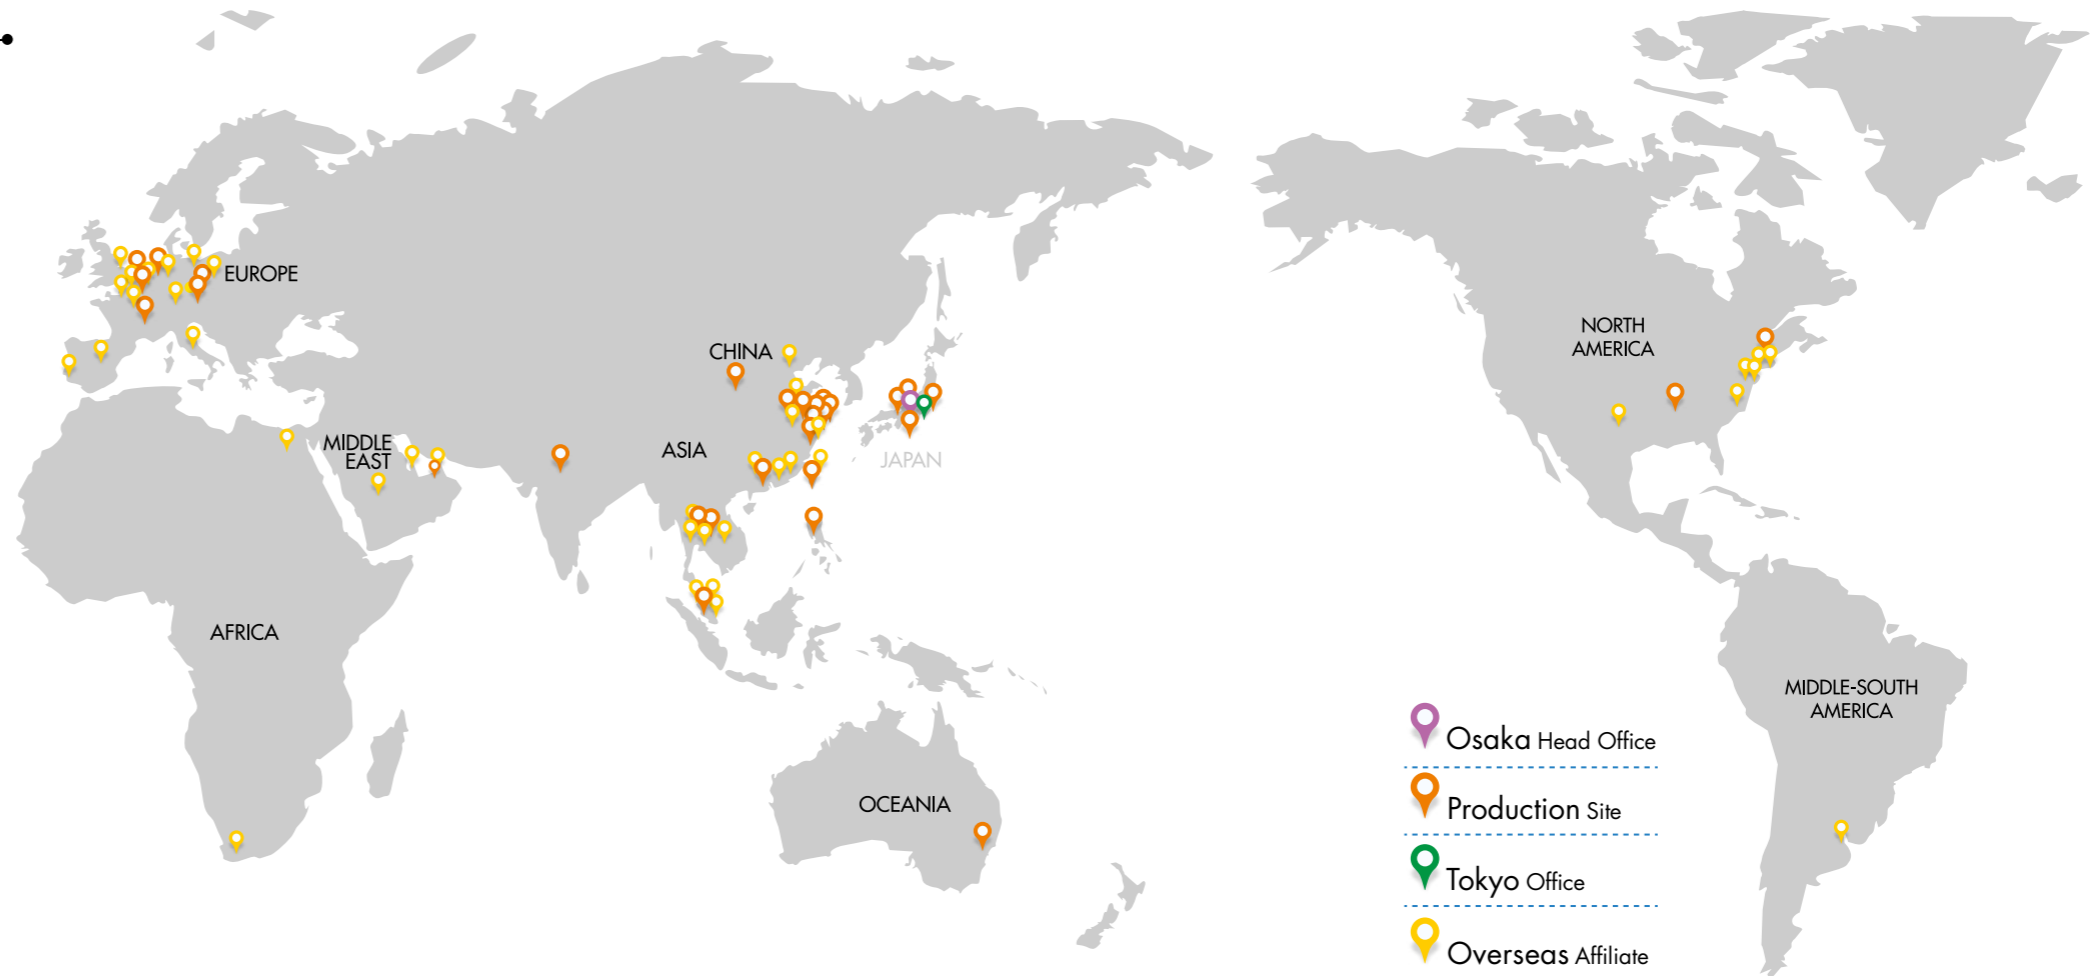 EUROPE
CHINA
NORTH
AMERICA
MIDDLE
EAST
ASIA
JAPAN
AFRICA
MIDDLE-SOUTH
AMERICA
OCEANIA
Osaka Head Office
Production Site
Tokyo Office
Overseas Affiliate